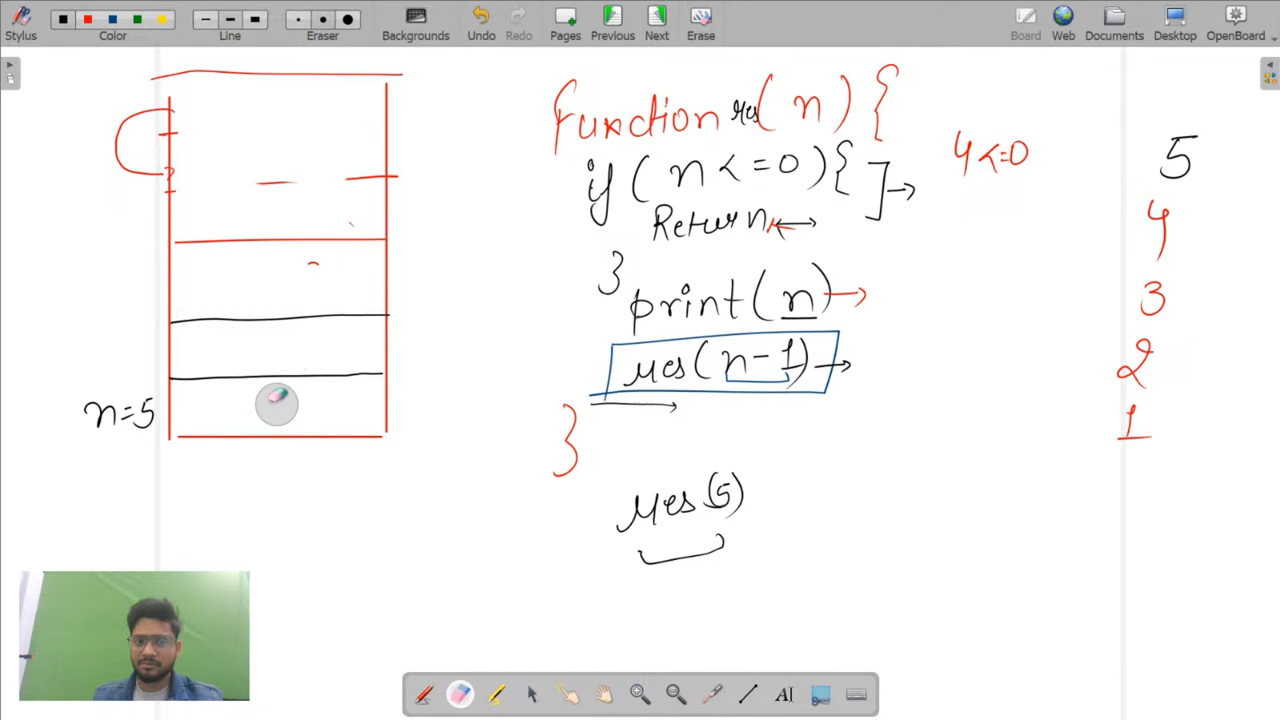 Stylus
Color
Line
Eraser
Backgrounds
Undo
Redo
Pages
Previous
Next
Erase
Board
Web
Documents
Desktop
OpenBoard
function res(n){
if(n<=0){
Return n
}
print(n)
res(n-1)
}
res(5)
4<=0
5
4
3
2
1
n=5
AI